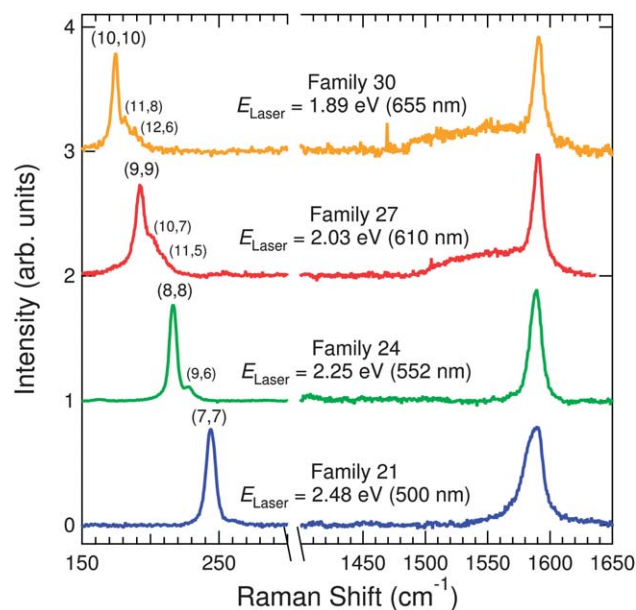 4
3
2
1
0
Intensity (arb. units)
(10,10)
(11,8)
(12,6)
Family 30
E_Laser = 1.89 eV (655 nm)
(9,9)
(10,7)
(11,5)
Family 27
E_Laser = 2.03 eV (610 nm)
(8,8)
(9,6)
Family 24
E_Laser = 2.25 eV (552 nm)
(7,7)
Family 21
E_Laser = 2.48 eV (500 nm)
150 250 1450 1500 1550 1600 1650
Raman Shift (cm⁻¹)